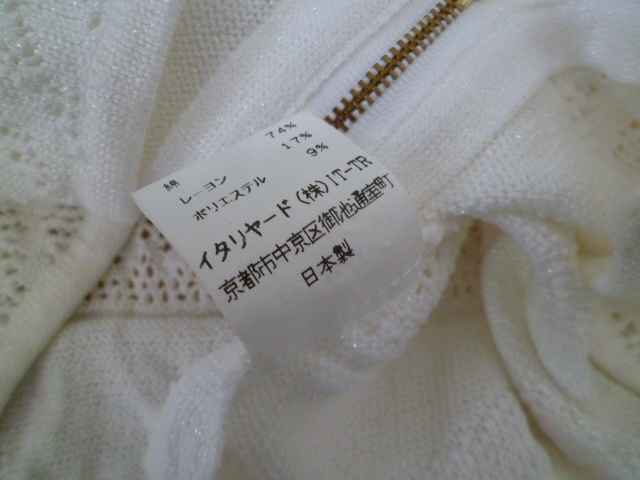 綿 74%
レーヨン 17%
ポリエステル 9%
イタリヤード(株)IT-TR
京都市中京区御池通室町
日本製